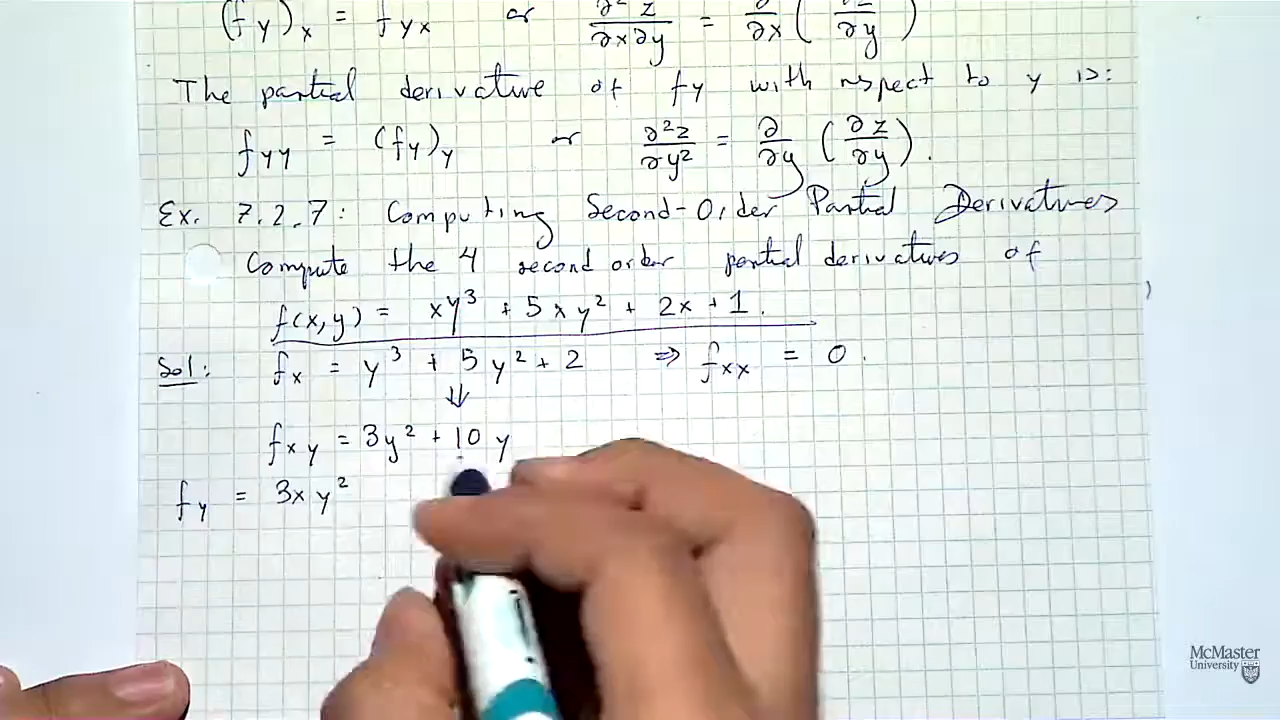 (fy)x = fyx or ∂²z/∂x∂y = ∂/∂x (∂z/∂y)
The partial derivative of fy with respect to y is:
fyy = (fy)y or ∂²z/∂y² = ∂/∂y (∂z/∂y).
Ex. 7.2.7: Computing Second-Order Partial Derivatives
Compute the 4 second order partial derivatives of
f(x,y) = xy³ + 5xy² + 2x + 1.
Sol: fx = y³ + 5y² + 2 ⇒ fxx = 0.
⇓
fxy = 3y² + 10y
fy = 3xy²
McMaster
University